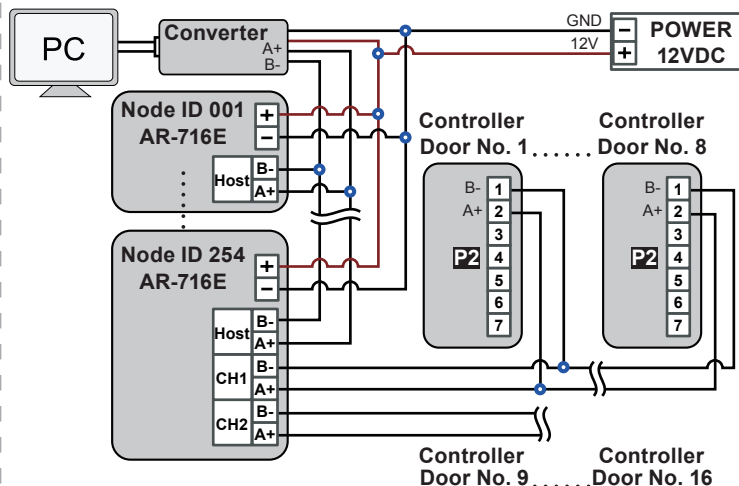 PC
Converter
A+
B-
GND
12V
− POWER
+ 12VDC
Node ID 001
AR-716E
+
−
Host
B-
A+
Node ID 254
AR-716E
+
−
Host
B-
A+
CH1
B-
A+
CH2
B-
A+
Controller
Door No. 1 ...... Door No. 8
Controller
B- 1
A+ 2
3
P2 4
5
6
7
B- 1
A+ 2
3
P2 4
5
6
7
Controller Controller
Door No. 9 ...... Door No. 16